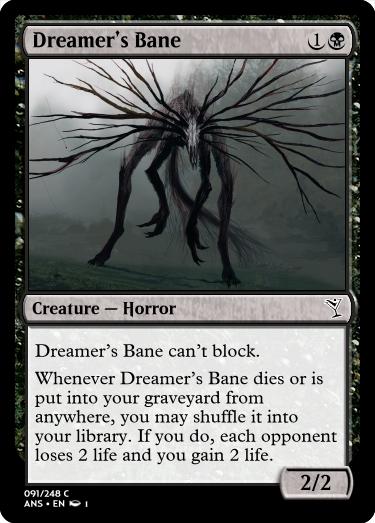 Dreamer's Bane 1
Creature — Horror
Dreamer's Bane can't block.
Whenever Dreamer's Bane dies or is
put into your graveyard from
anywhere, you may shuffle it into
your library. If you do, each opponent
loses 2 life and you gain 2 life.
2/2
091/248 C
ANS • EN 1